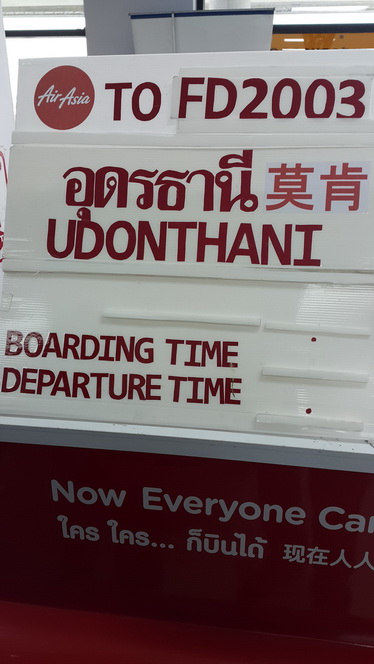 AirAsia TO FD2003
อุดรธานี 莫肯
UDONTHANI
BOARDING TIME
DEPARTURE TIME
Now Everyone Can
ใคร ใคร... ก็บินได้ 现在人人